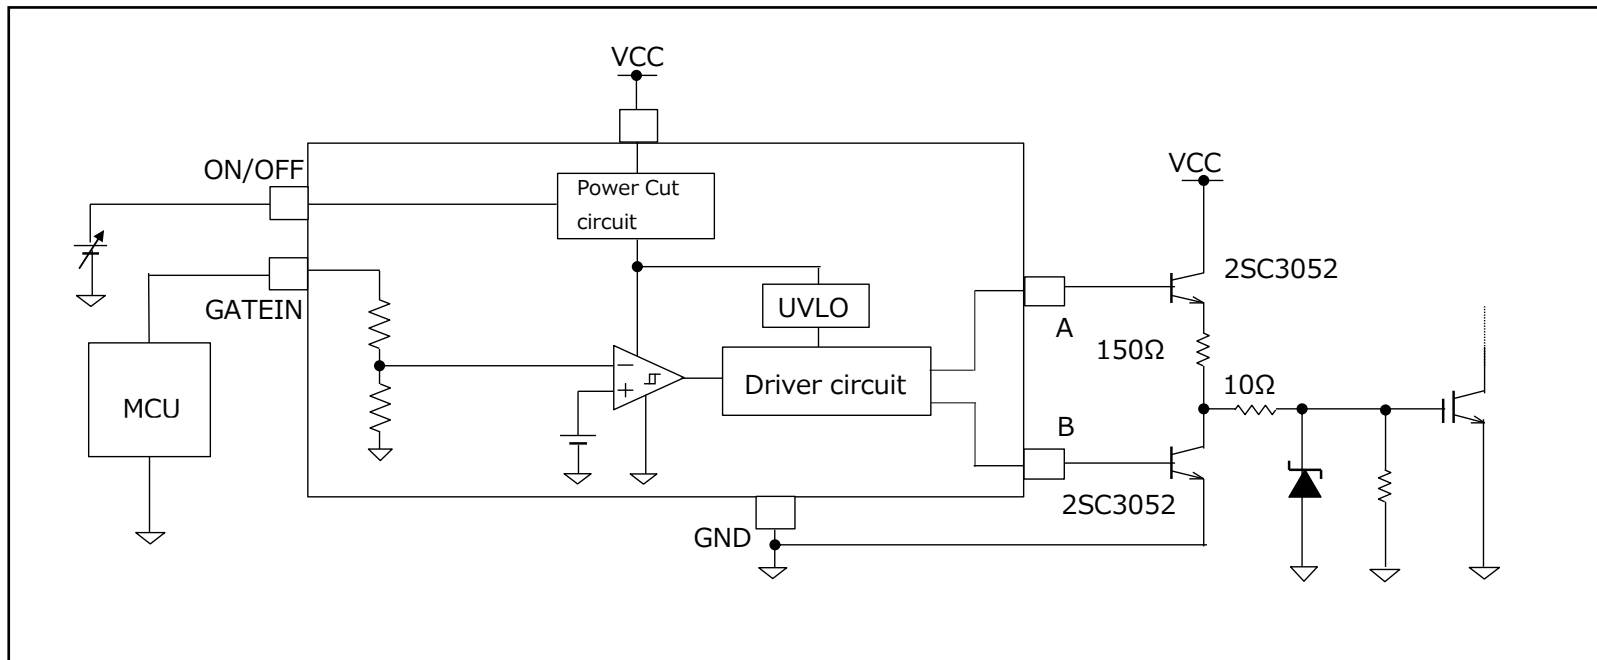 VCC
ON/OFF
Power Cut
circuit
VCC
2SC3052
GATEIN
UVLO
A
150Ω
10Ω
MCU
Driver circuit
B
2SC3052
GND